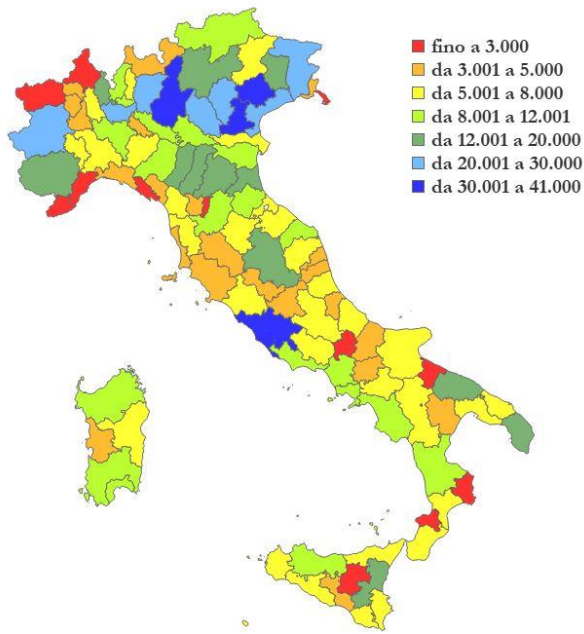 fino a 3.000
da 3.001 a 5.000
da 5.001 a 8.000
da 8.001 a 12.001
da 12.001 a 20.000
da 20.001 a 30.000
da 30.001 a 41.000